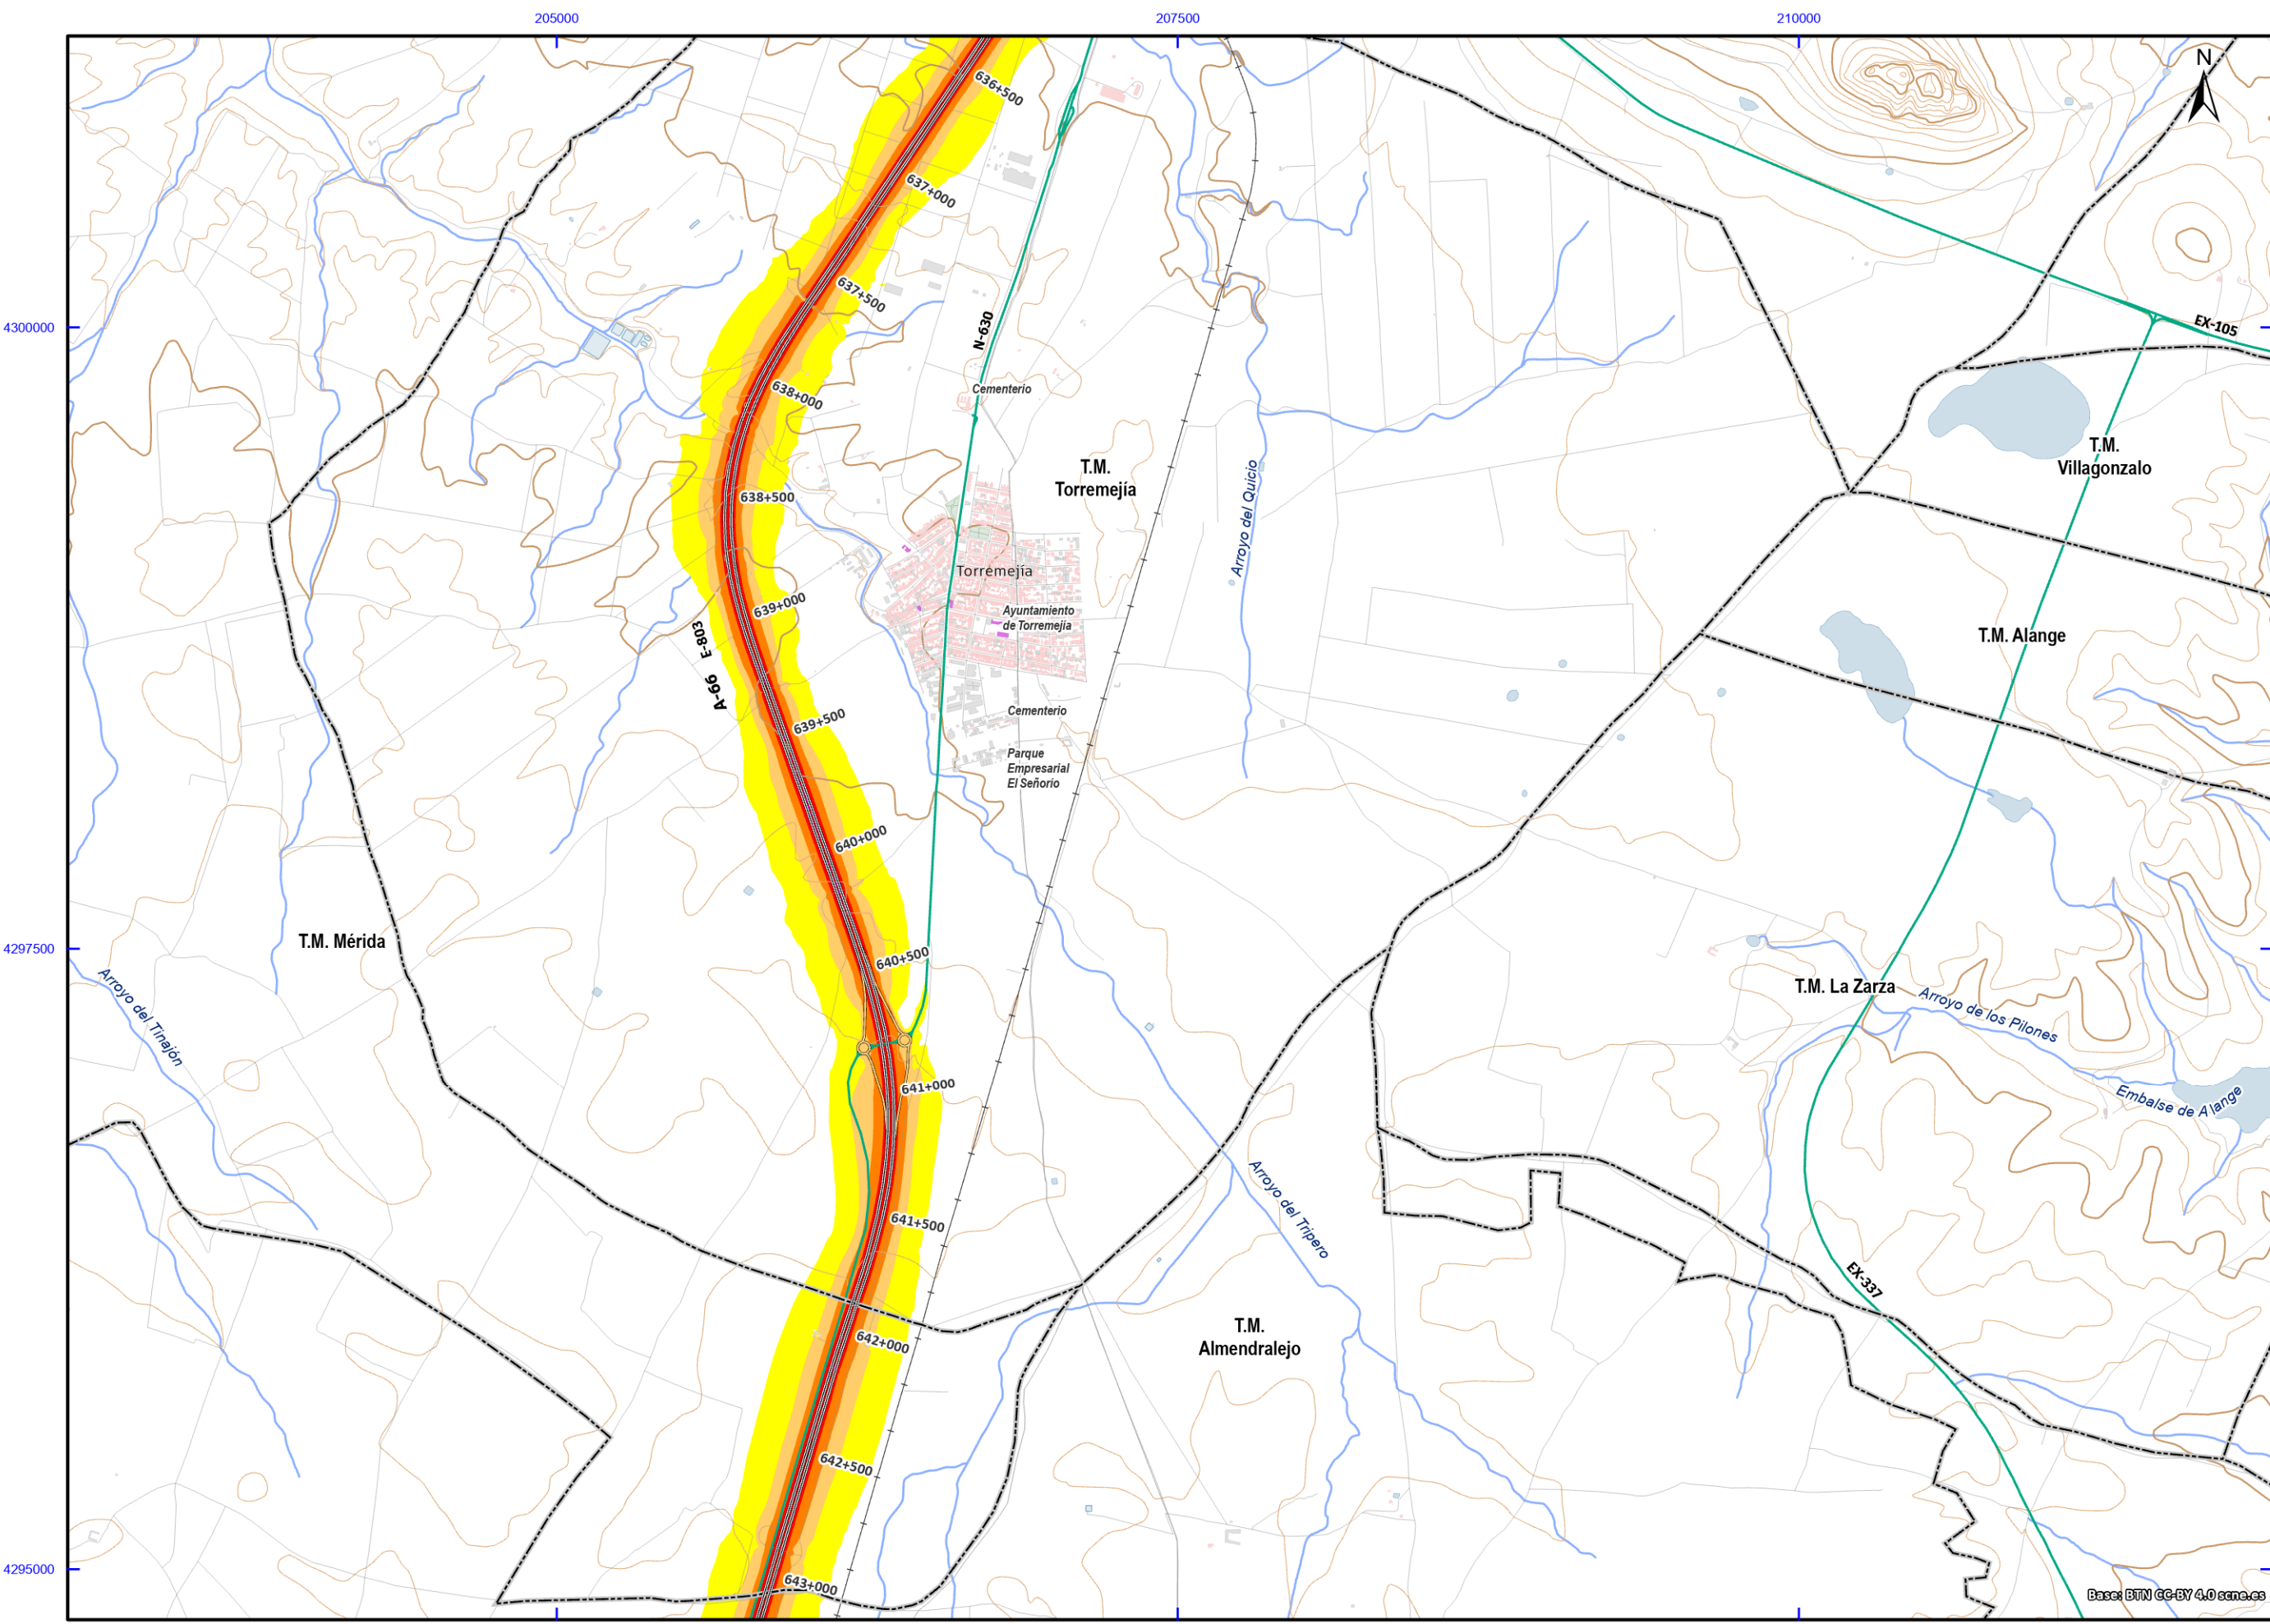 205000
207500
210000
N
636+500
637+000
637+500
4300000
N-630
EX-105
638+000
Cementerio
T.M.
Villagonzalo
T.M.
Torremejía
638+500
Arroyo del Quicio
Torremejía
639+000
Ayuntamiento
de Torremejia
T.M. Alange
A-66 E-803
639+500
Cementerio
Parque
Empresarial
El Señorio
640+000
T.M. Mérida
4297500
640+500
T.M. La Zarza
Arroyo del Tinajón
Arroyo de los Pilones
641+000
Embalse de Alange
Arroyo del Tripero
641+500
EX-337
642+000
T.M.
Almendralejo
642+500
4295000
643+000
Base: BTN CC-BY 4.0 scne.es